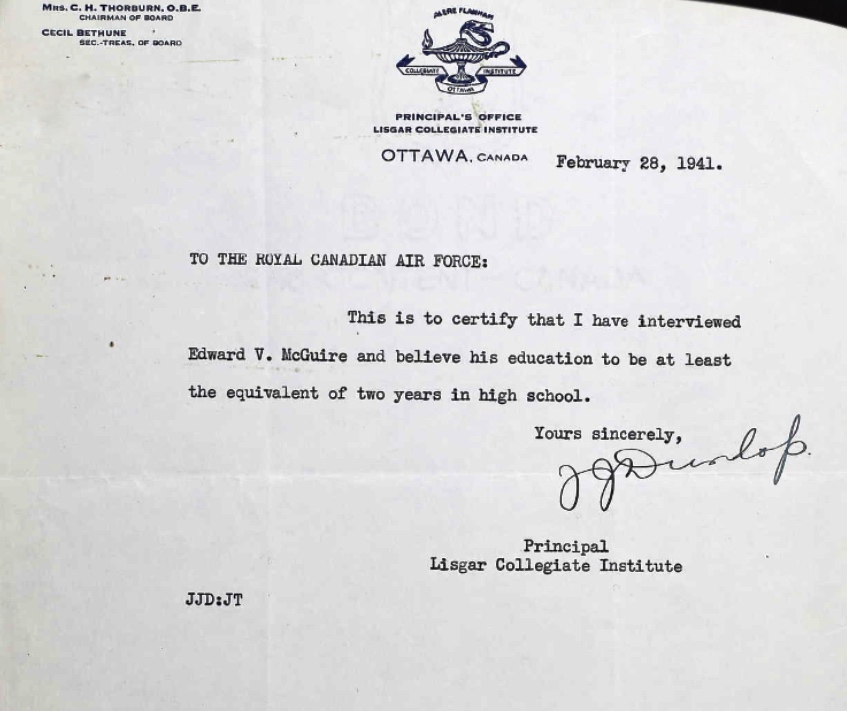 MRS. C. H. THORBURN, O.B.E.
CHAIRMAN OF BOARD
CECIL BETHUNE
SEC.-TREAS. OF BOARD
ALERE FLAMMAM
COLLEGIATE INSTITUTE
OTTAWA
PRINCIPAL'S OFFICE
LISGAR COLLEGIATE INSTITUTE
OTTAWA, CANADA
February 28, 1941.
TO THE ROYAL CANADIAN AIR FORCE:
This is to certify that I have interviewed
Edward V. McGuire and believe his education to be at least
the equivalent of two years in high school.
Yours sincerely,
JJDunlop.
Principal
Lisgar Collegiate Institute
JJD:JT